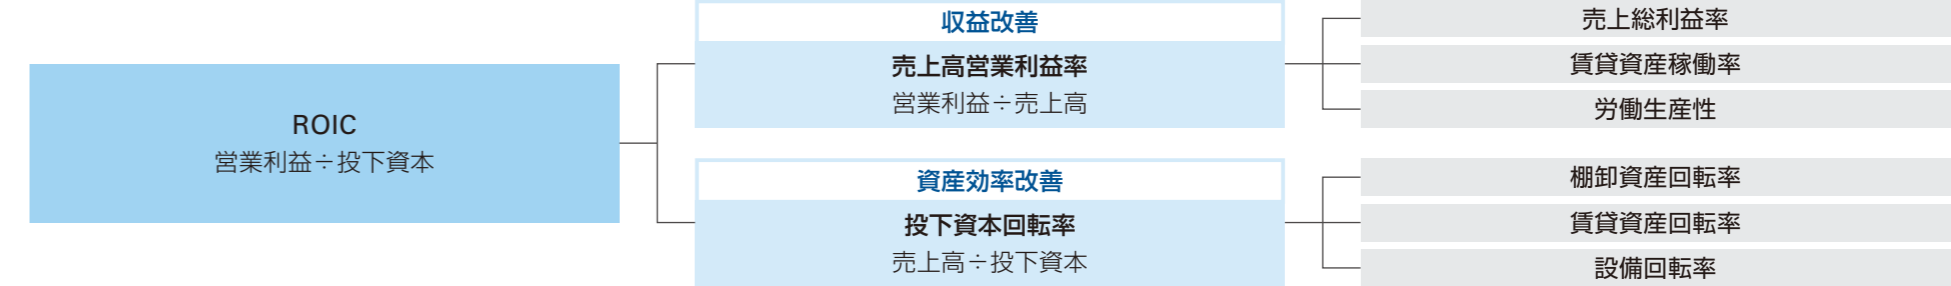 ROIC
営業利益÷投下資本
収益改善
売上高営業利益率
営業利益÷売上高
売上総利益率
賃貸資産稼働率
労働生産性
資産効率改善
投下資本回転率
売上高÷投下資本
棚卸資産回転率
賃貸資産回転率
設備回転率